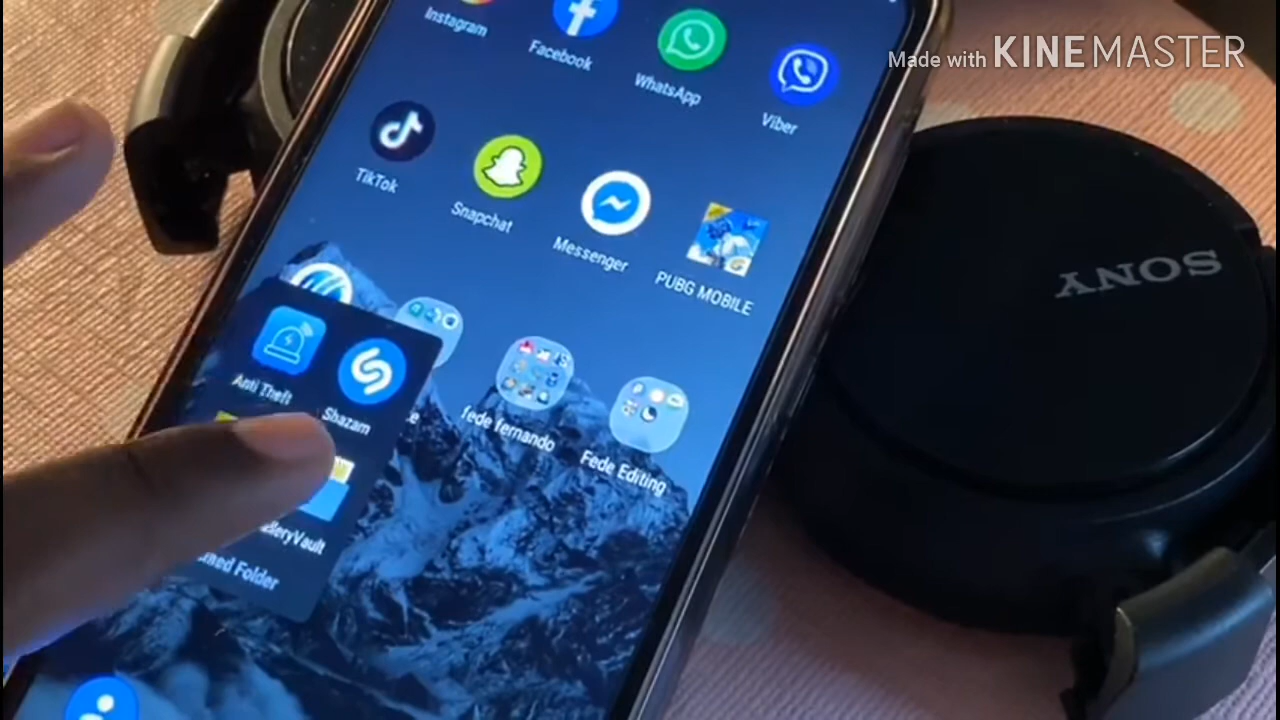 Made with KINEMASTER
Instagram
Facebook
WhatsApp
Viber
TikTok
Snapchat
Messenger
PUBG MOBILE
Anti Theft
Shazam
fede fernando
Fede Editing
Folder
SONY